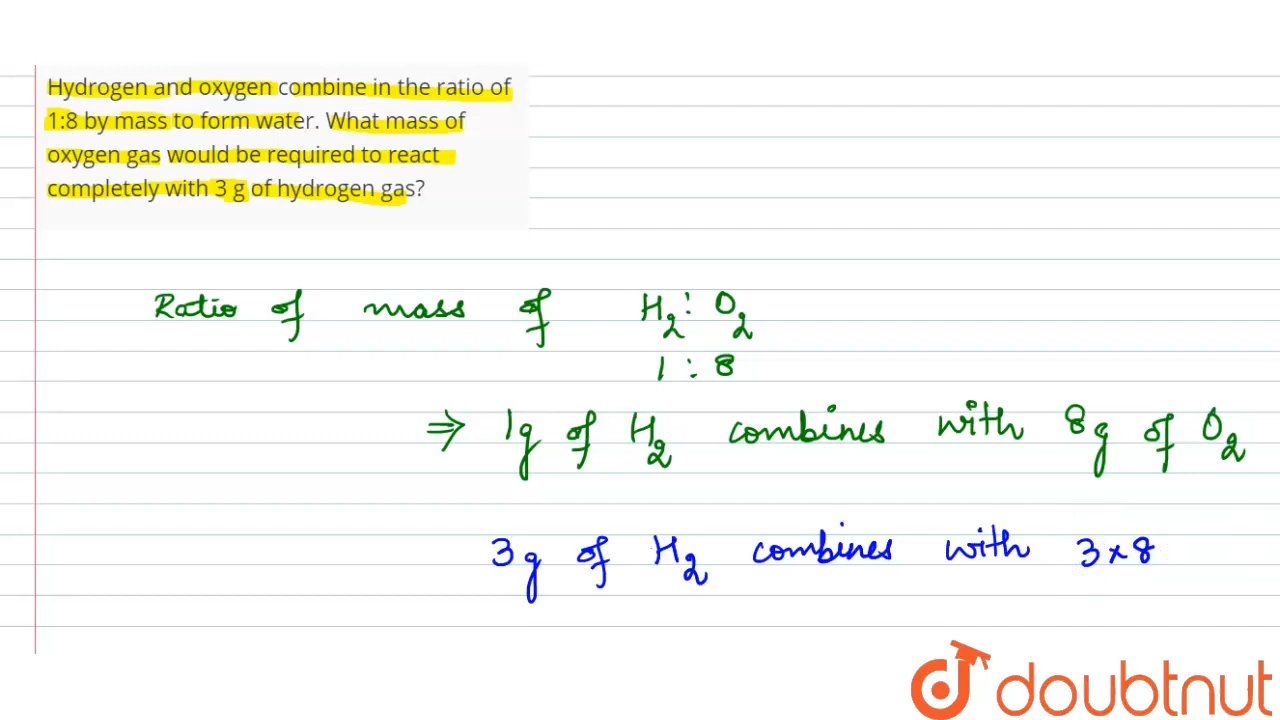 Hydrogen and oxygen combine in the ratio of
1:8 by mass to form water. What mass of
oxygen gas would be required to react
completely with 3 g of hydrogen gas?
Ratio of mass of H₂ : O₂
1 : 8
⇒ 1g of H₂ combines with 8g of O₂
3g of H₂ combines with 3×8
doubtnut